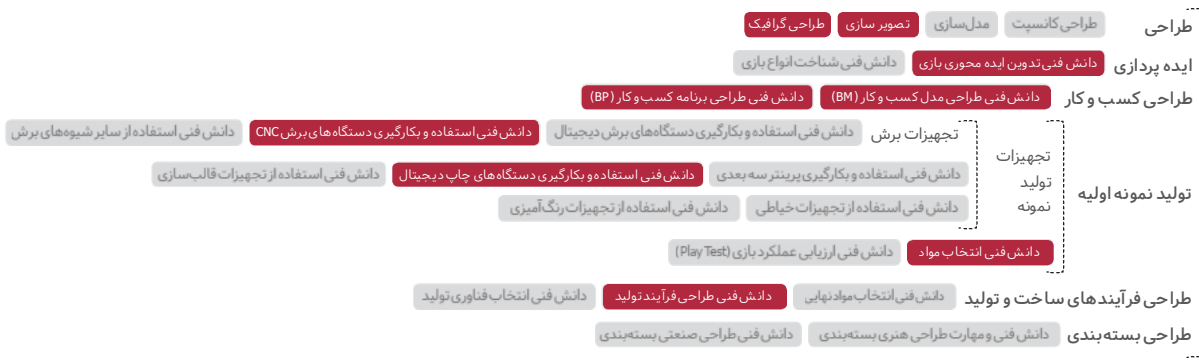 طراحی طراحی کانسپت مدل‌سازی تصویر سازی طراحی گرافیک
ایده پردازی دانش فنی تدوین ایده محوری بازی دانش فنی شناخت انواع بازی
طراحی کسب و کار دانش فنی طراحی مدل کسب و کار (BM) دانش فنی طراحی برنامه کسب و کار (BP)
تولید نمونه اولیه
تجهیزات
تولید
نمونه
تجهیزات برش دانش فنی استفاده و بکارگیری دستگاه‌های برش دیجیتال دانش فنی استفاده و بکارگیری دستگاه‌های برش CNC دانش فنی استفاده از سایر شیوه‌های برش
دانش فنی استفاده و بکارگیری پرینتر سه بعدی دانش فنی استفاده و بکارگیری دستگاه‌های چاپ دیجیتال دانش فنی استفاده از تجهیزات قالب‌سازی
دانش فنی استفاده از تجهیزات خیاطی دانش فنی استفاده از تجهیزات رنگ‌آمیزی
دانش فنی انتخاب مواد دانش فنی ارزیابی عملکرد بازی (Play Test)
طراحی فرآیندهای ساخت و تولید دانش فنی انتخاب مواد نهایی دانش فنی طراحی فرآیند تولید دانش فنی انتخاب فناوری تولید
طراحی بسته‌بندی دانش فنی و مهارت طراحی هنری بسته‌بندی دانش فنی طراحی صنعتی بسته‌بندی